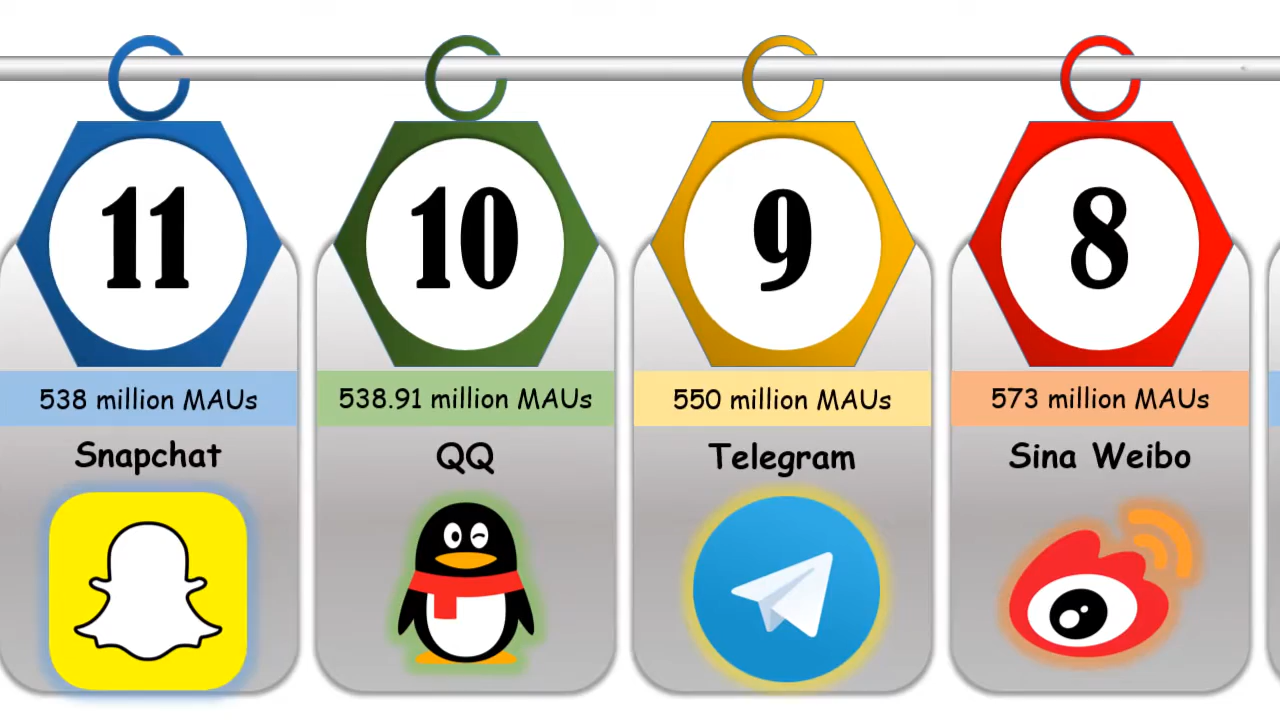 11
538 million MAUs
Snapchat
10
538.91 million MAUs
QQ
9
550 million MAUs
Telegram
8
573 million MAUs
Sina Weibo